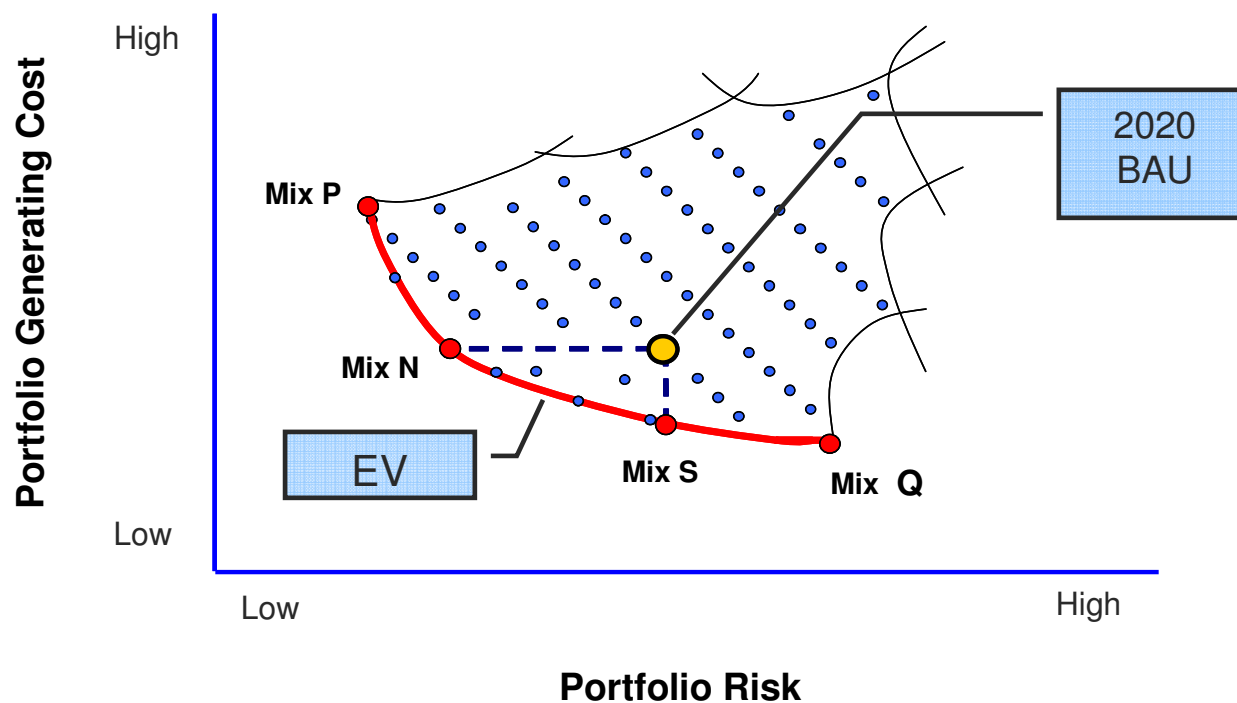 High
Portfolio Generating Cost
2020
BAU
Mix P
Mix N
EV
Mix S
Mix Q
Low
Low
High
Portfolio Risk